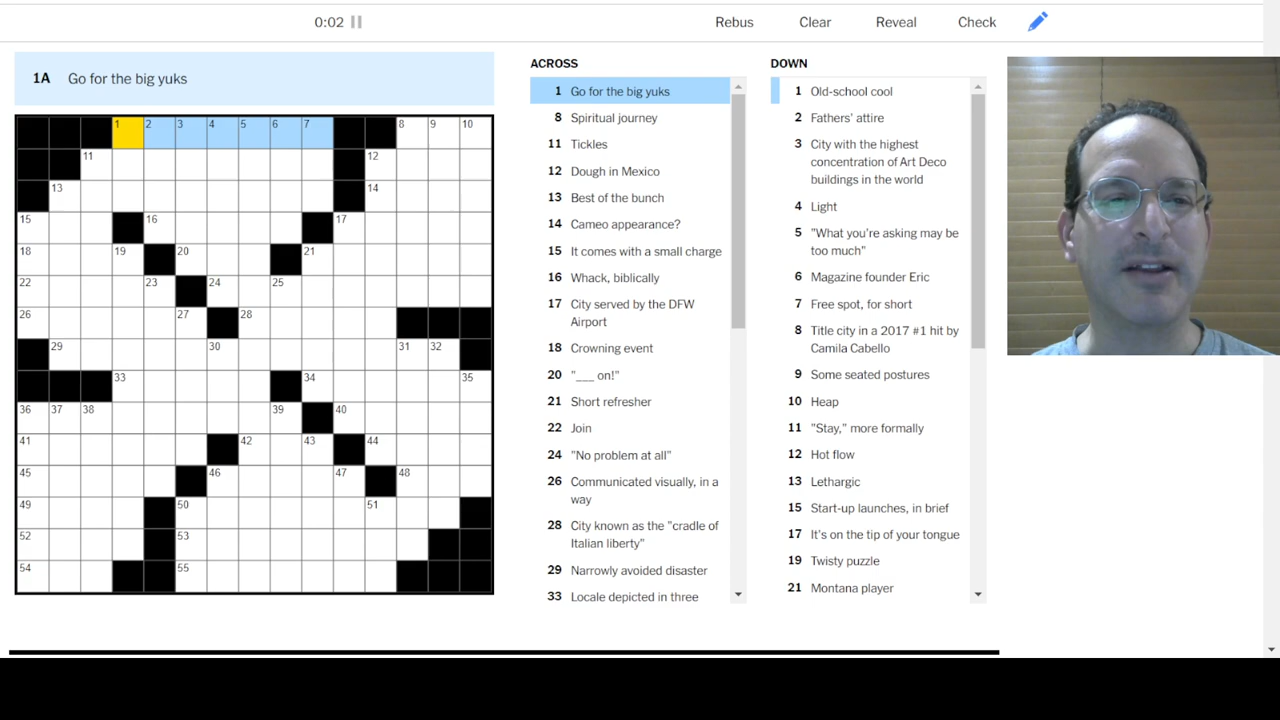 0:02
Rebus Clear Reveal Check
1A Go for the big yuks
ACROSS
1 Go for the big yuks
8 Spiritual journey
11 Tickles
12 Dough in Mexico
13 Best of the bunch
14 Cameo appearance?
15 It comes with a small charge
16 Whack, biblically
17 City served by the DFW
Airport
18 Crowning event
20 "___ on!"
21 Short refresher
22 Join
24 "No problem at all"
26 Communicated visually, in a
way
28 City known as the "cradle of
Italian liberty"
29 Narrowly avoided disaster
33 Locale depicted in three
DOWN
1 Old-school cool
2 Fathers' attire
3 City with the highest
concentration of Art Deco
buildings in the world
4 Light
5 "What you're asking may be
too much"
6 Magazine founder Eric
7 Free spot, for short
8 Title city in a 2017 #1 hit by
Camila Cabello
9 Some seated postures
10 Heap
11 "Stay," more formally
12 Hot flow
13 Lethargic
15 Start-up launches, in brief
17 It's on the tip of your tongue
19 Twisty puzzle
21 Montana player
1 2 3 4 5 6 7 8 9 10
11 12
13 14
15 16 17
18 19 20 21
22 23 24 25
26 27 28
29 30 31 32
33 34 35
36 37 38 39 40
41 42 43 44
45 46 47 48
49 50 51
52 53
54 55